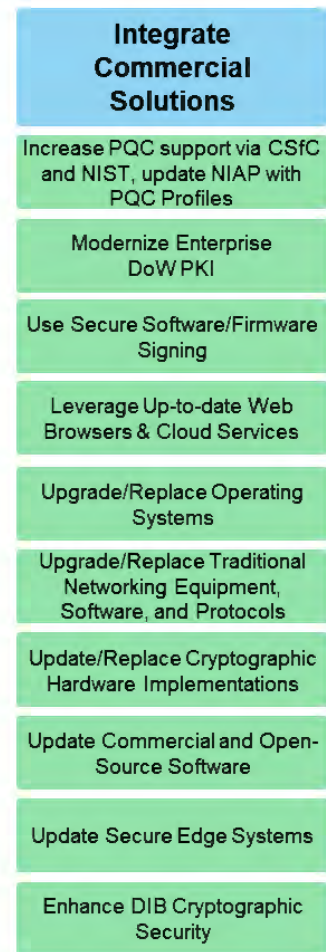 Integrate
Commercial
Solutions
Increase PQC support via CSfC
and NIST, update NIAP with
PQC Profiles
Modernize Enterprise
DoW PKI
Use Secure Software/Firmware
Signing
Leverage Up-to-date Web
Browsers & Cloud Services
Upgrade/Replace Operating
Systems
Upgrade/Replace Traditional
Networking Equipment,
Software, and Protocols
Update/Replace Cryptographic
Hardware Implementations
Update Commercial and Open-
Source Software
Update Secure Edge Systems
Enhance DIB Cryptographic
Security